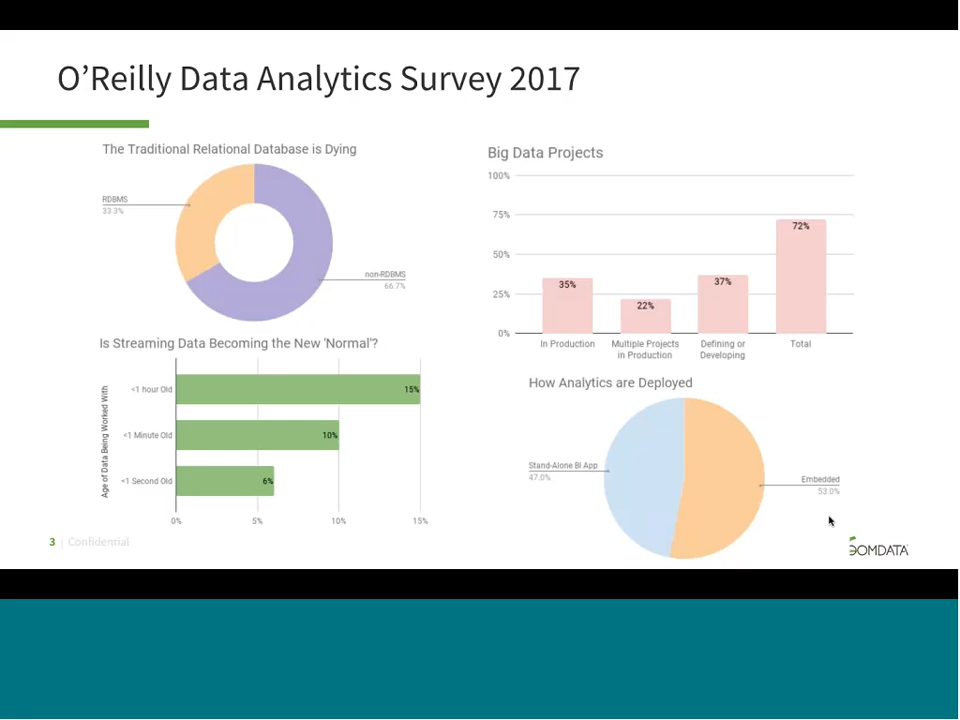 O'Reilly Data Analytics Survey 2017
The Traditional Relational Database is Dying
RDBMS
33.3%
non-RDBMS
66.7%
Big Data Projects
100%
75%
50%
25%
0%
35%
22%
37%
72%
In Production
Multiple Projects
in Production
Defining or
Developing
Total
Is Streaming Data Becoming the New 'Normal'?
Age of Data Being Worked With
<1 hour Old
15%
<1 Minute Old
10%
<1 Second Old
6%
0%
5%
10%
15%
How Analytics are Deployed
Stand-Alone BI App
47.0%
Embedded
53.0%
3 | Confidential
OOMDATA